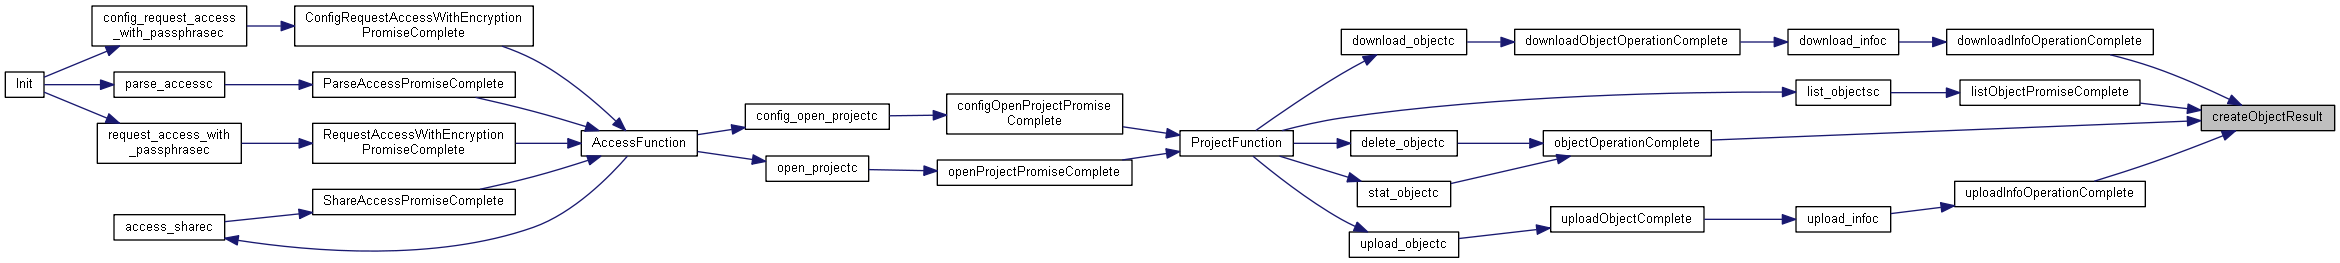 Init
config_request_access
_with_passphrasec
parse_accessc
request_access_with
_passphrasec
access_sharec
ConfigRequestAccessWithEncryption
PromiseComplete
ParseAccessPromiseComplete
RequestAccessWithEncryption
PromiseComplete
ShareAccessPromiseComplete
AccessFunction
config_open_projectc
open_projectc
configOpenProjectPromise
Complete
openProjectPromiseComplete
ProjectFunction
download_objectc
delete_objectc
stat_objectc
upload_objectc
downloadObjectOperationComplete
objectOperationComplete
uploadObjectComplete
download_infoc
list_objectsc
upload_infoc
downloadInfoOperationComplete
listObjectPromiseComplete
uploadInfoOperationComplete
createObjectResult